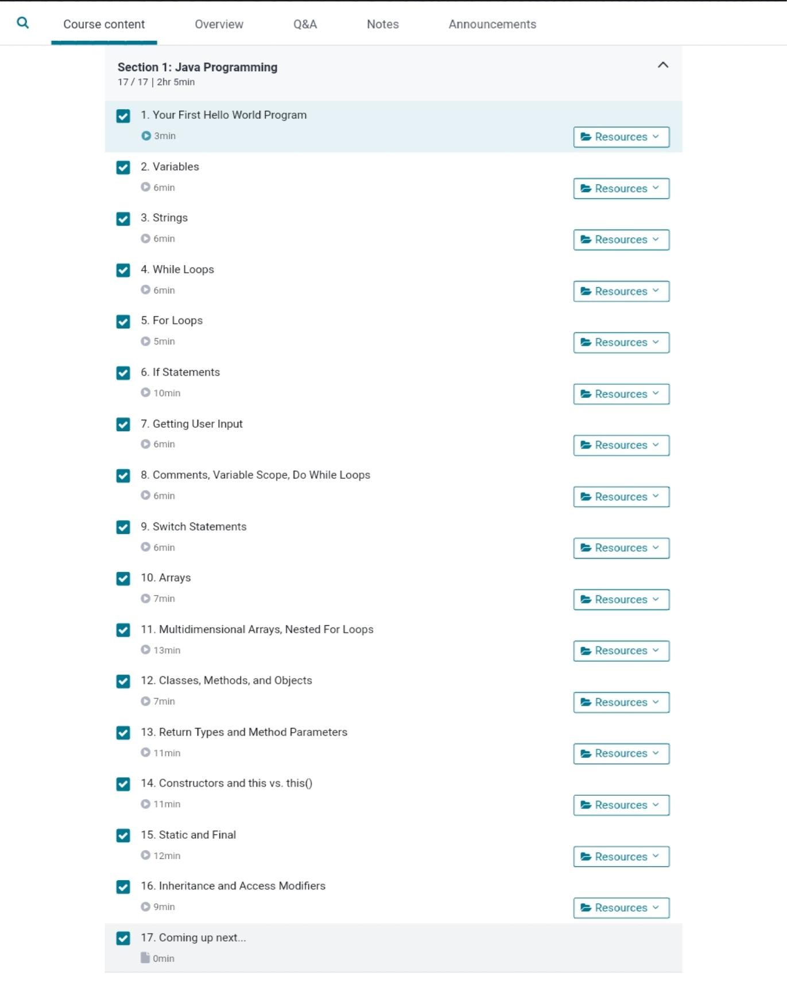 Course content Overview Q&A Notes Announcements
Section 1: Java Programming
17 / 17 | 2hr 5min
1. Your First Hello World Program
3min
Resources
2. Variables
6min
Resources
3. Strings
6min
Resources
4. While Loops
6min
Resources
5. For Loops
5min
Resources
6. If Statements
10min
Resources
7. Getting User Input
6min
Resources
8. Comments, Variable Scope, Do While Loops
6min
Resources
9. Switch Statements
6min
Resources
10. Arrays
7min
Resources
11. Multidimensional Arrays, Nested For Loops
13min
Resources
12. Classes, Methods, and Objects
7min
Resources
13. Return Types and Method Parameters
11min
Resources
14. Constructors and this vs. this()
11min
Resources
15. Static and Final
12min
Resources
16. Inheritance and Access Modifiers
9min
Resources
17. Coming up next...
0min